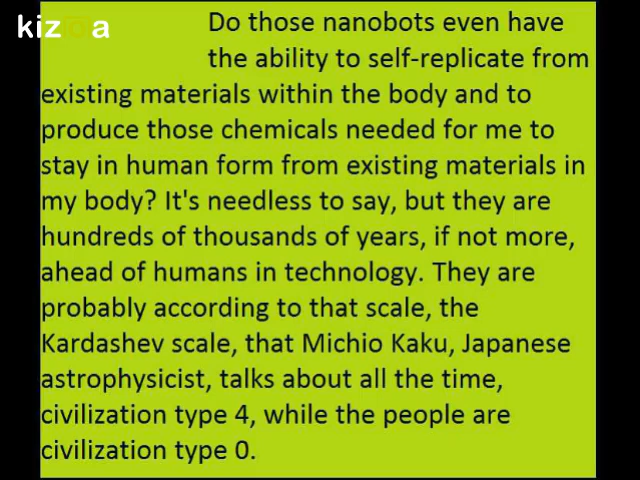 kizoa
Do those nanobots even have
the ability to self-replicate from
existing materials within the body and to
produce those chemicals needed for me to
stay in human form from existing materials in
my body? It's needless to say, but they are
hundreds of thousands of years, if not more,
ahead of humans in technology. They are
probably according to that scale, the
Kardashev scale, that Michio Kaku, Japanese
astrophysicist, talks about all the time,
civilization type 4, while the people are
civilization type 0.